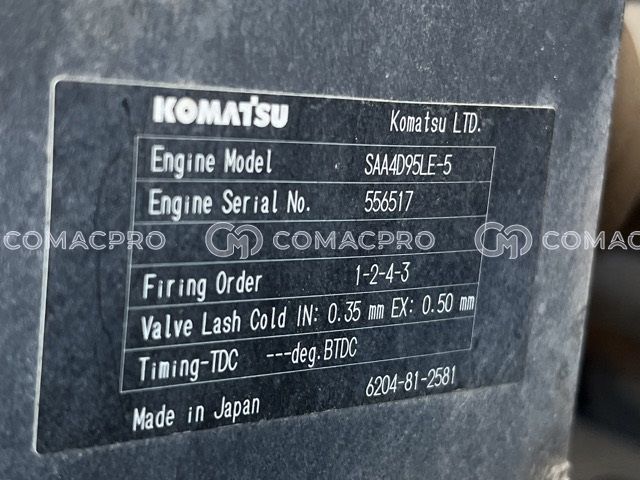 KOMATSU Komatsu LTD.
Engine Model SAA4D95LE-5
Engine Serial No. 556517
COMACPRO COMACPRO
Firing Order 1-2-4-3
Valve Lash Cold IN: 0.35 mm EX: 0.50 mm
Timing-TDC ---deg.BTDC
6204-81-2581
Made in Japan